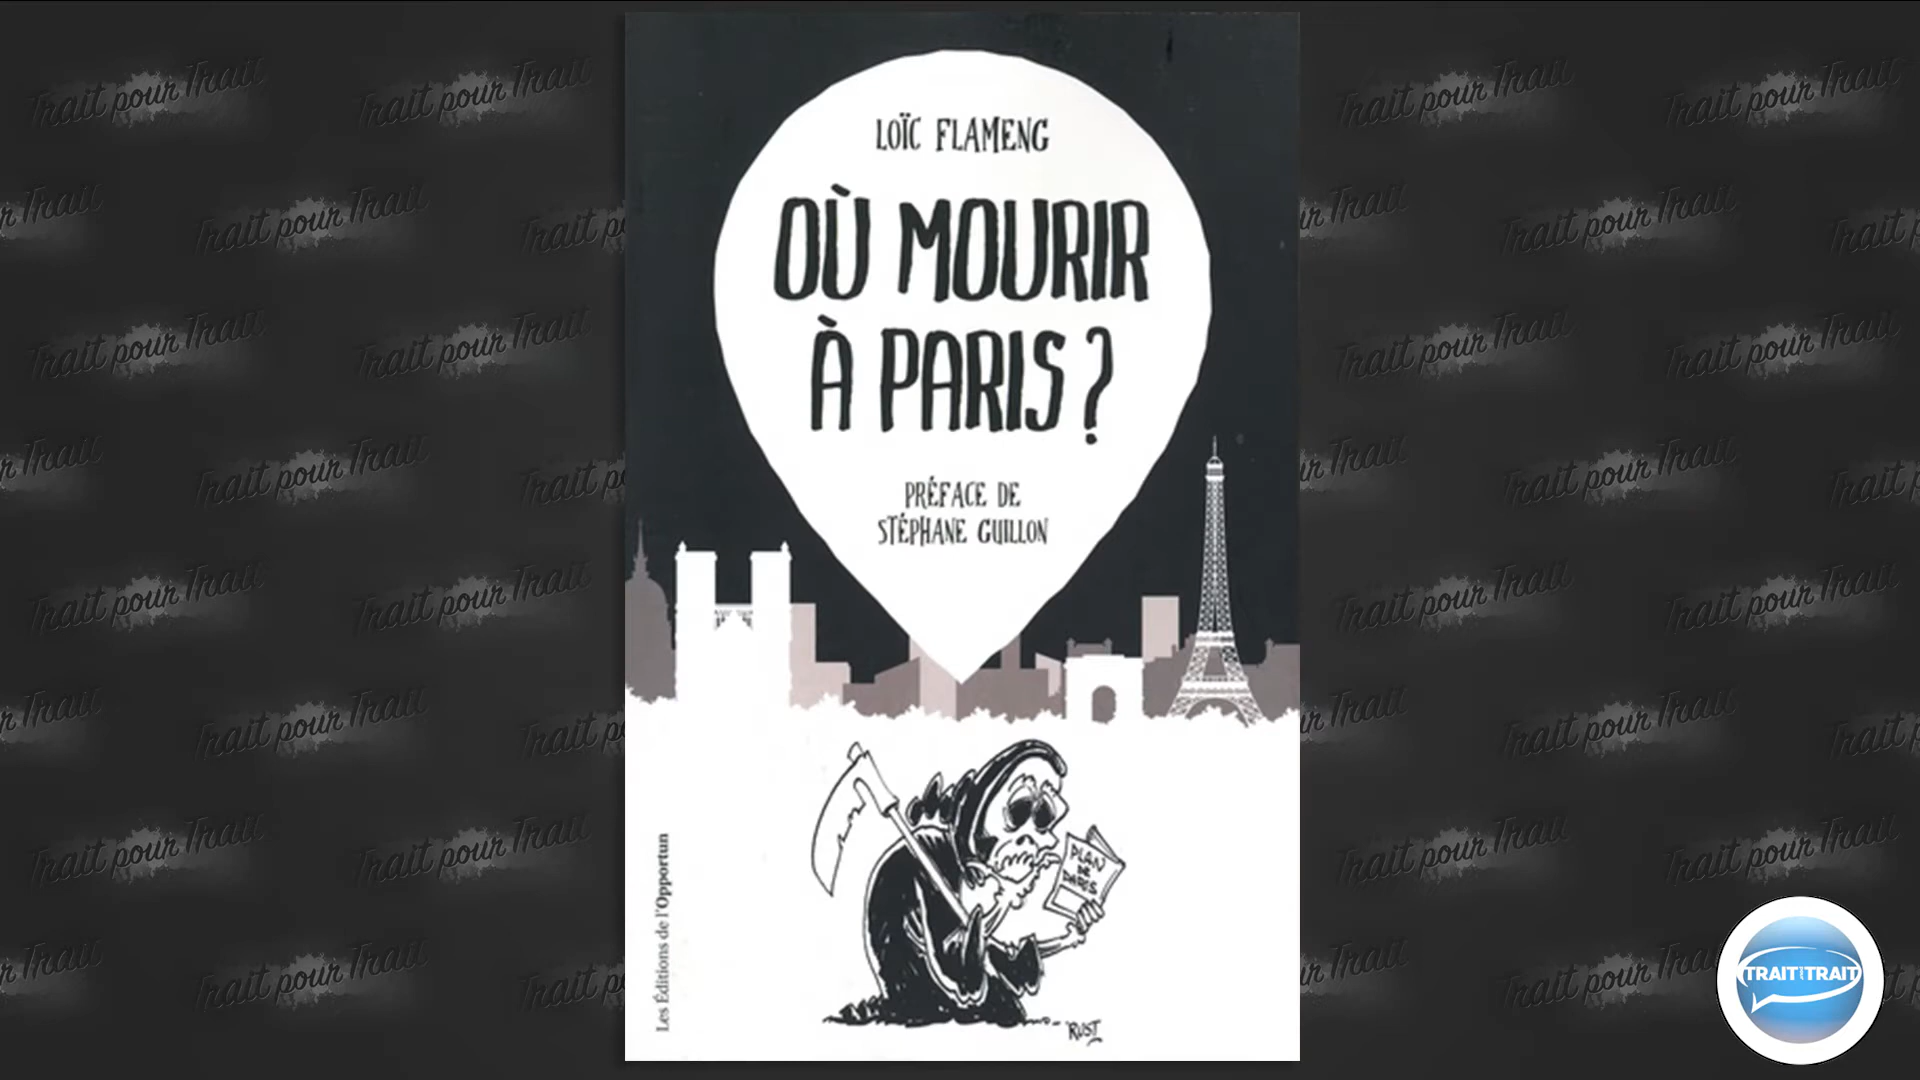 LOÏC FLAMENG
OÙ MOURIR
À PARIS ?
PRÉFACE DE
STÉPHANE GUILLON
PLAN
DE
PARIS
Les Éditions de l'Opportun
RUST
Trait pour Trait
TRAIT POUR TRAIT